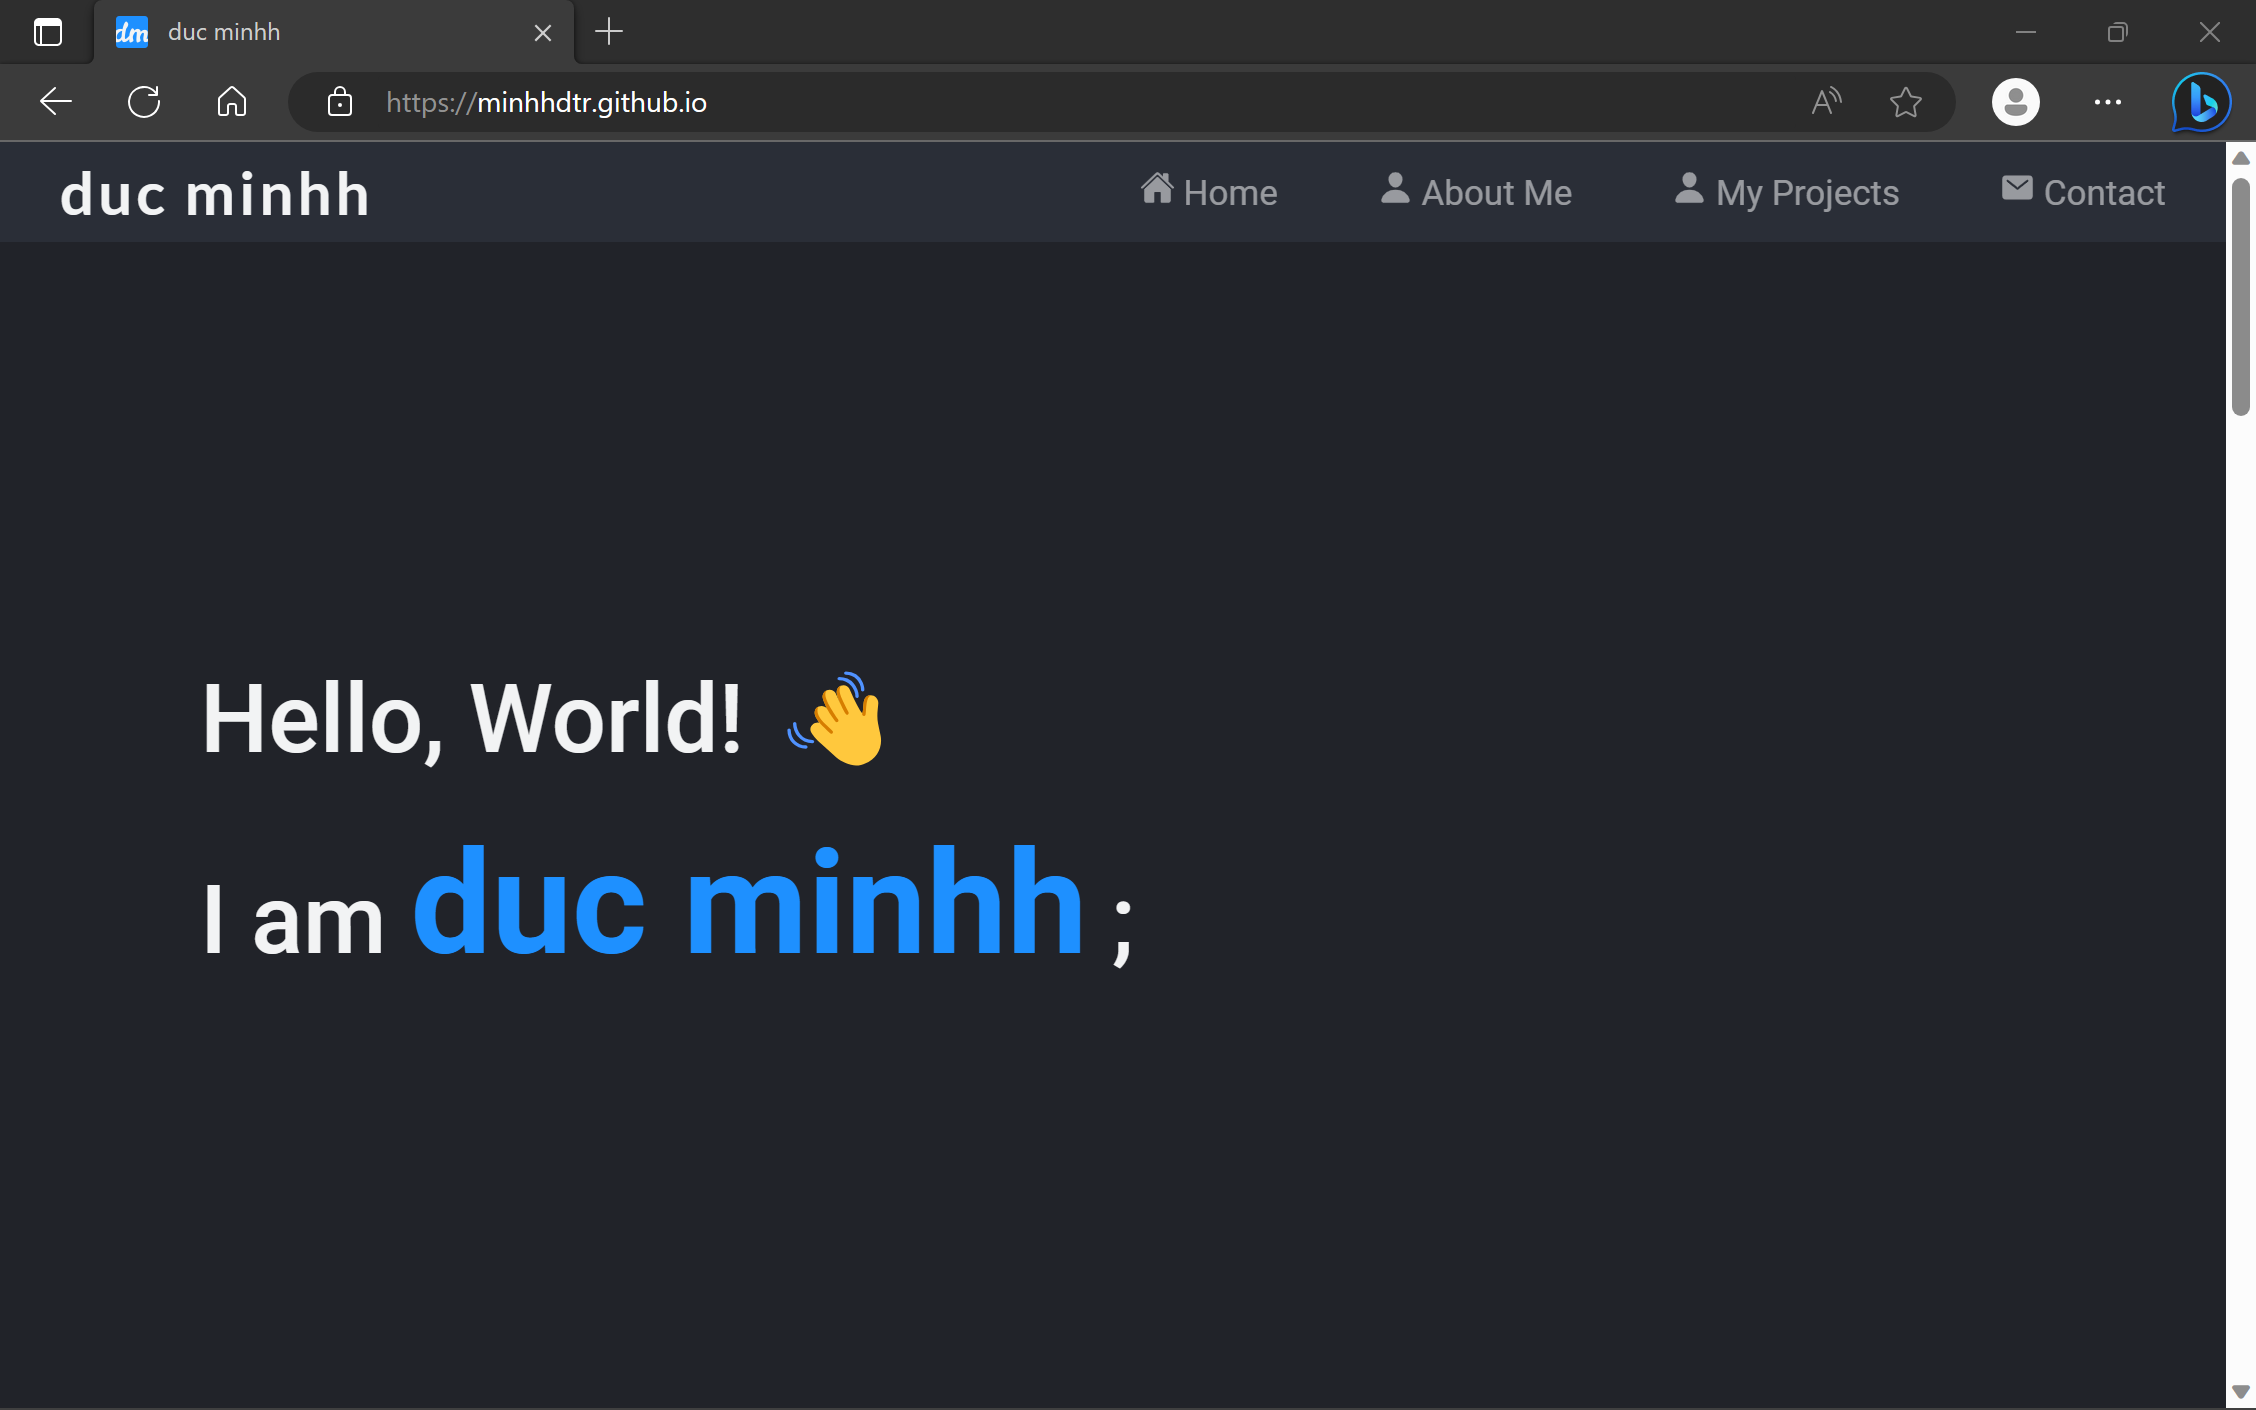 dm duc minhh
https://minhhdtr.github.io
duc minhh
Home
About Me
My Projects
Contact
Hello, World! 👋
I am duc minhh ;